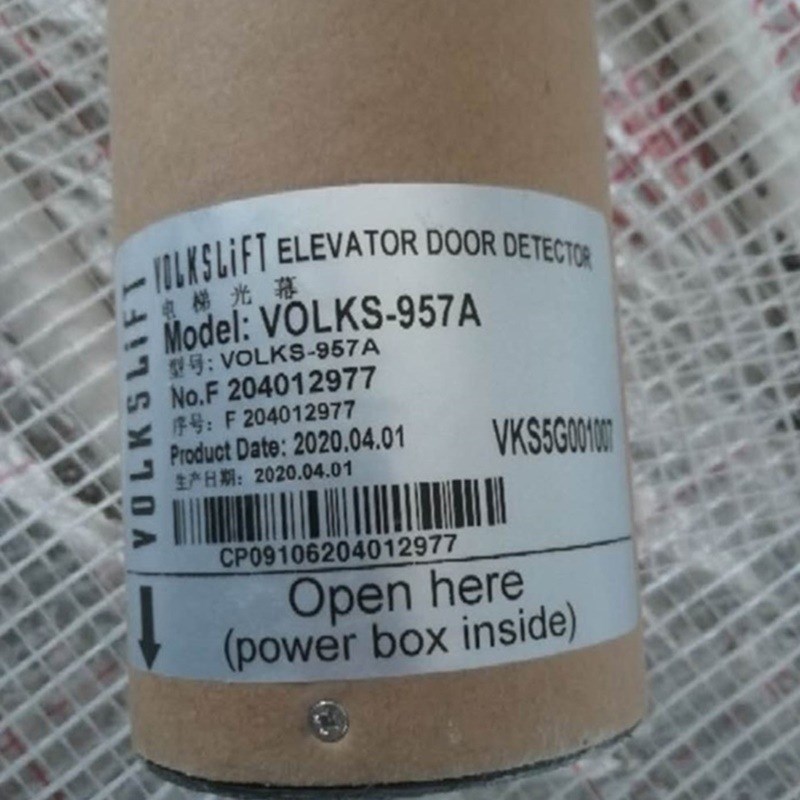 VOLKSLiFT
VOLKSLiFT ELEVATOR DOOR DETECTOR
电梯光幕
Model: VOLKS-957A
型号: VOLKS-957A
No.F 204012977
序号: F 204012977
Product Date: 2020.04.01
VKS5G001007
生产日期: 2020.04.01
CP09106204012977
Open here
(power box inside)